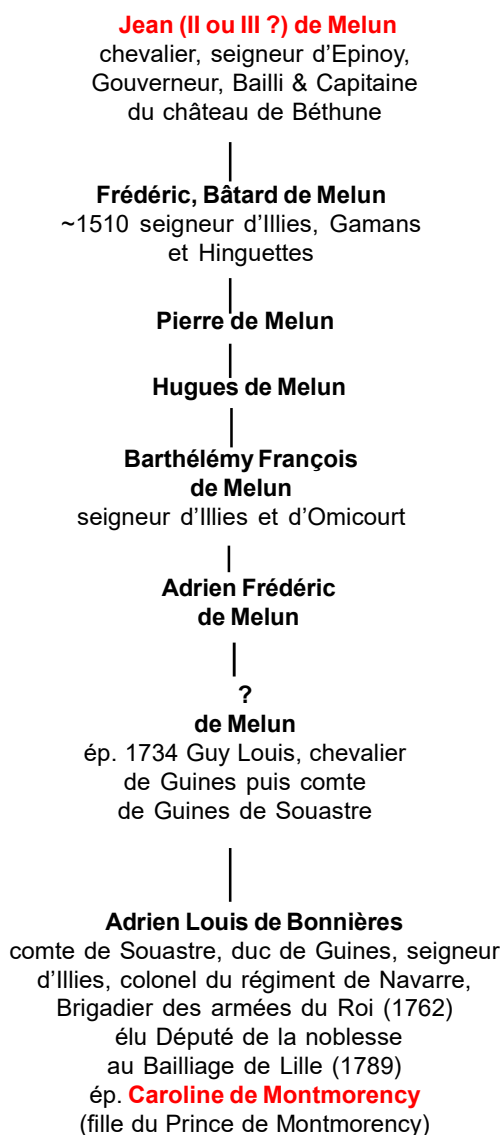 Jean (II ou III ?) de Melun
chevalier, seigneur d’Epinoy,
Gouverneur, Bailli & Capitaine
du château de Béthune
Frédéric, Bâtard de Melun
~1510 seigneur d’Illies, Gamans
et Hinguettes
Pierre de Melun
Hugues de Melun
Barthélémy François
de Melun
seigneur d’Illies et d’Omicourt
Adrien Frédéric
de Melun
?
de Melun
ép. 1734 Guy Louis, chevalier
de Guines puis comte
de Guines de Souastre
Adrien Louis de Bonnières
comte de Souastre, duc de Guines, seigneur
d’Illies, colonel du régiment de Navarre,
Brigadier des armées du Roi (1762)
élu Député de la noblesse
au Bailliage de Lille (1789)
ép. Caroline de Montmorency
(fille du Prince de Montmorency)